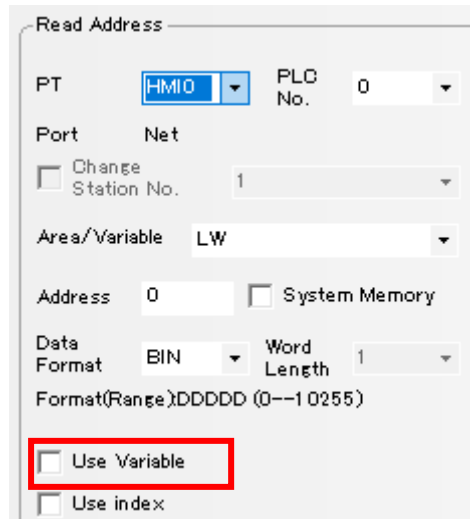 Read Address
PT HMI0 PLC No. 0
Port Net
Change Station No. 1
Area/Variable LW
Address 0 System Memory
Data Format BIN Word Length 1
Format(Range):DDDDD (0--10255)
Use Variable
Use index